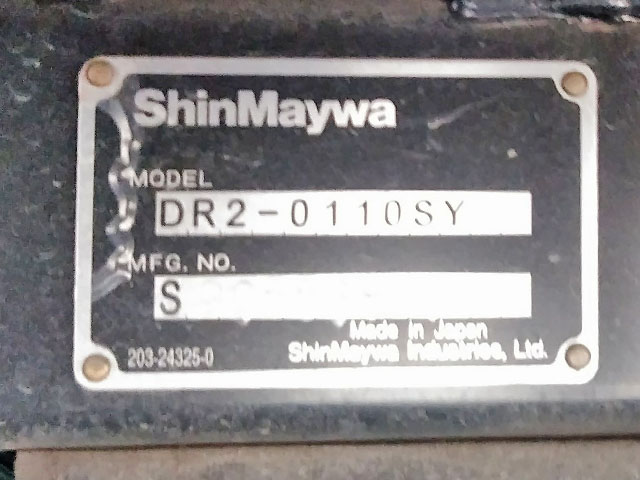 ShinMaywa
MODEL
DR2-0110SY
MFG. NO.
S
Made in Japan
203-24325-0
ShinMaywa Industries, Ltd.